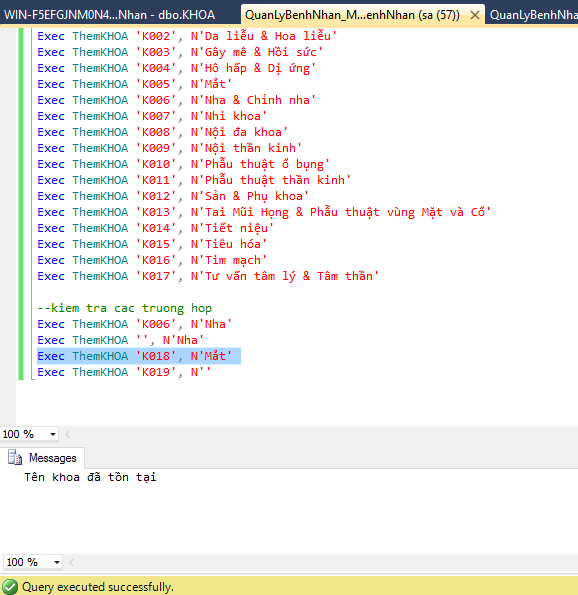 WIN-F5EFGJNM0N4...Nhan - dbo.KHOA QuanLyBenhNhan_M...enhNhan (sa (57)) QuanLyBenhNha
Exec ThemKHOA 'K002', N'Da liễu & Hoa liễu'
Exec ThemKHOA 'K003', N'Gây mê & Hồi sức'
Exec ThemKHOA 'K004', N'Hô hấp & Dị ứng'
Exec ThemKHOA 'K005', N'Mắt'
Exec ThemKHOA 'K006', N'Nha & Chỉnh nha'
Exec ThemKHOA 'K007', N'Nhi khoa'
Exec ThemKHOA 'K008', N'Nội đa khoa'
Exec ThemKHOA 'K009', N'Nội thần kinh'
Exec ThemKHOA 'K010', N'Phẫu thuật ổ bụng'
Exec ThemKHOA 'K011', N'Phẫu thuật thần kinh'
Exec ThemKHOA 'K012', N'Sản & Phụ khoa'
Exec ThemKHOA 'K013', N'Tai Mũi Họng & Phẫu thuật vùng Mặt và Cổ'
Exec ThemKHOA 'K014', N'Tiết niệu'
Exec ThemKHOA 'K015', N'Tiêu hóa'
Exec ThemKHOA 'K016', N'Tim mạch'
Exec ThemKHOA 'K017', N'Tư vấn tâm lý & Tâm thần'
--kiem tra cac truong hop
Exec ThemKHOA 'K006', N'Nha'
Exec ThemKHOA '', N'Nha'
Exec ThemKHOA 'K018', N'Mắt'
Exec ThemKHOA 'K019', N''
100 %
Messages
Tên khoa đã tồn tại
100 %
Query executed successfully.